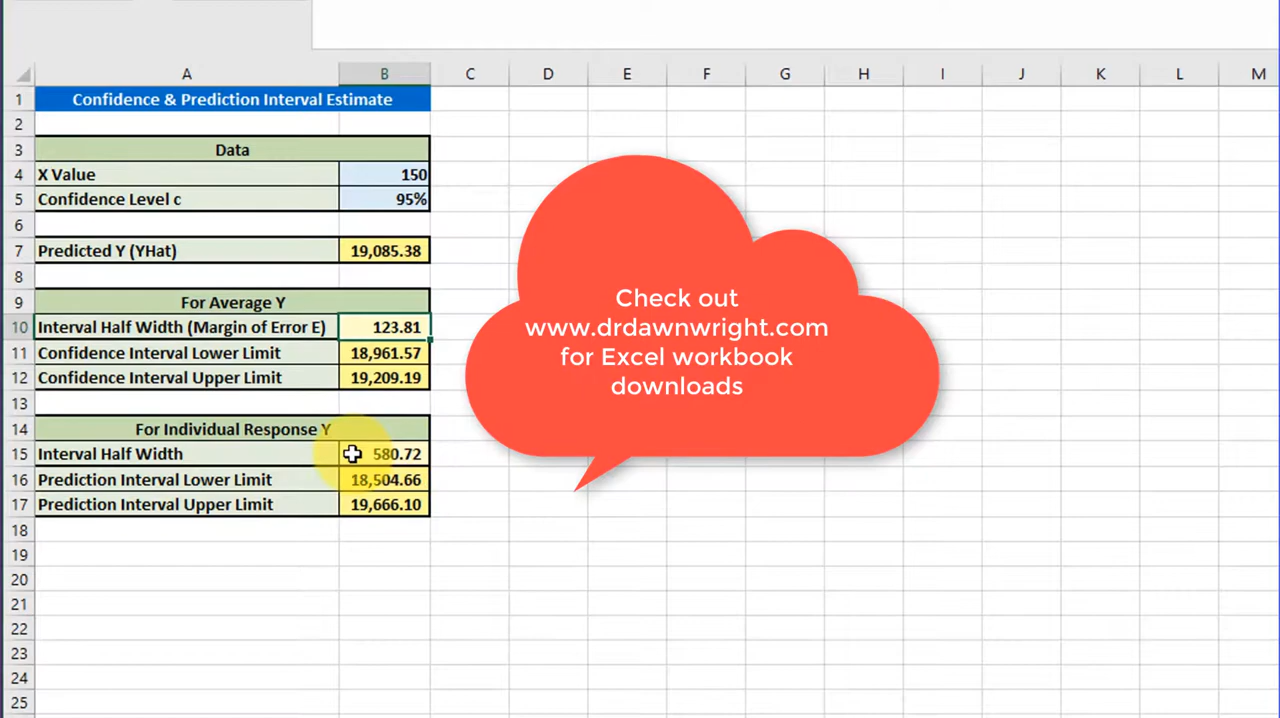 A B C D E F G H I J K L M
1 Confidence & Prediction Interval Estimate
2
3 Data
4 X Value 150
5 Confidence Level c 95%
6
7 Predicted Y (YHat) 19,085.38
8
9 For Average Y
10 Interval Half Width (Margin of Error E) 123.81
11 Confidence Interval Lower Limit 18,961.57
12 Confidence Interval Upper Limit 19,209.19
13
14 For Individual Response Y
15 Interval Half Width 580.72
16 Prediction Interval Lower Limit 18,504.66
17 Prediction Interval Upper Limit 19,666.10
18
19
20
21
22
23
24
25
Check out
www.drdawnwright.com
for Excel workbook
downloads